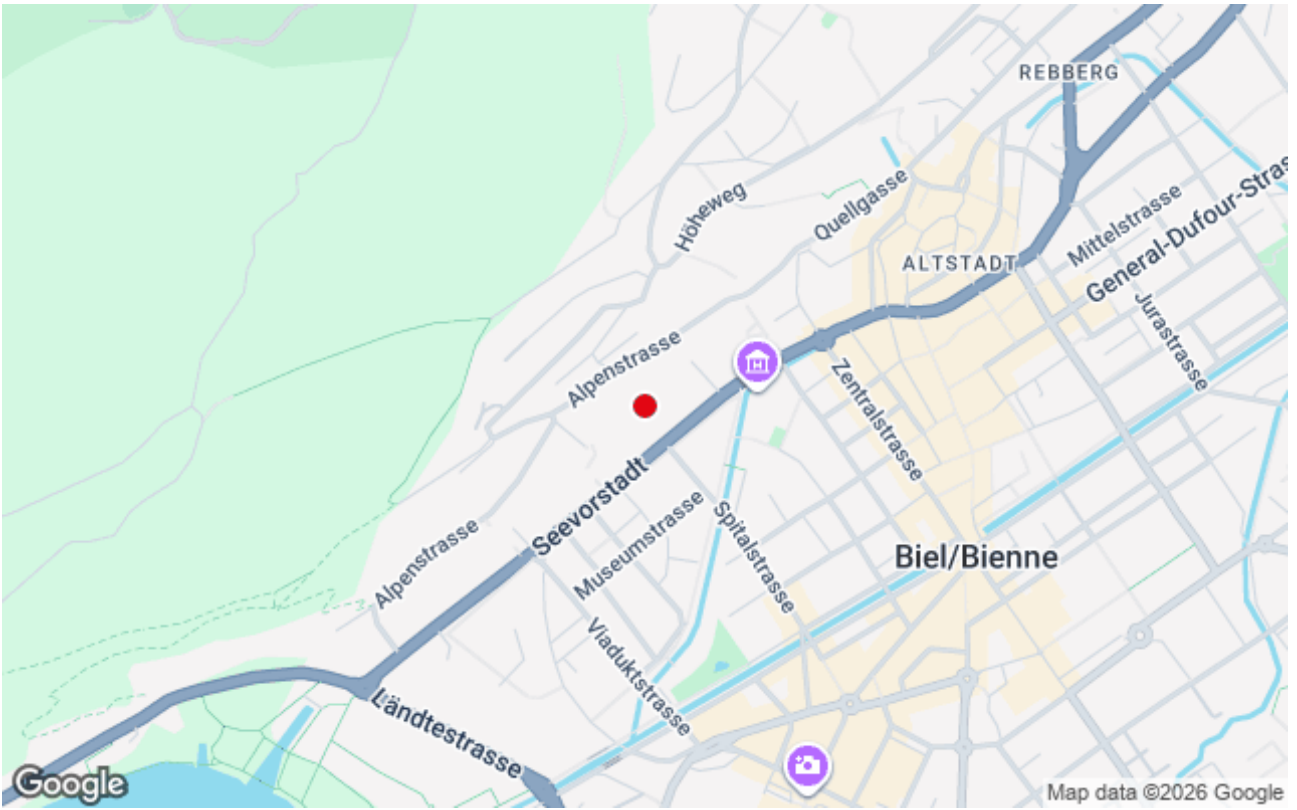 REBBERG
Höheweg
Quellgasse
Mittelstrasse
General-Dufour-Stras
ALTSTADT
Jurastrasse
Alpenstrasse
Zentralstrasse
Seevorstadt
Museumstrasse
Spitalstrasse
Biel/Bienne
Alpenstrasse
Viaduktstrasse
Ländtestrasse
H
Google
Map data ©2026 Google